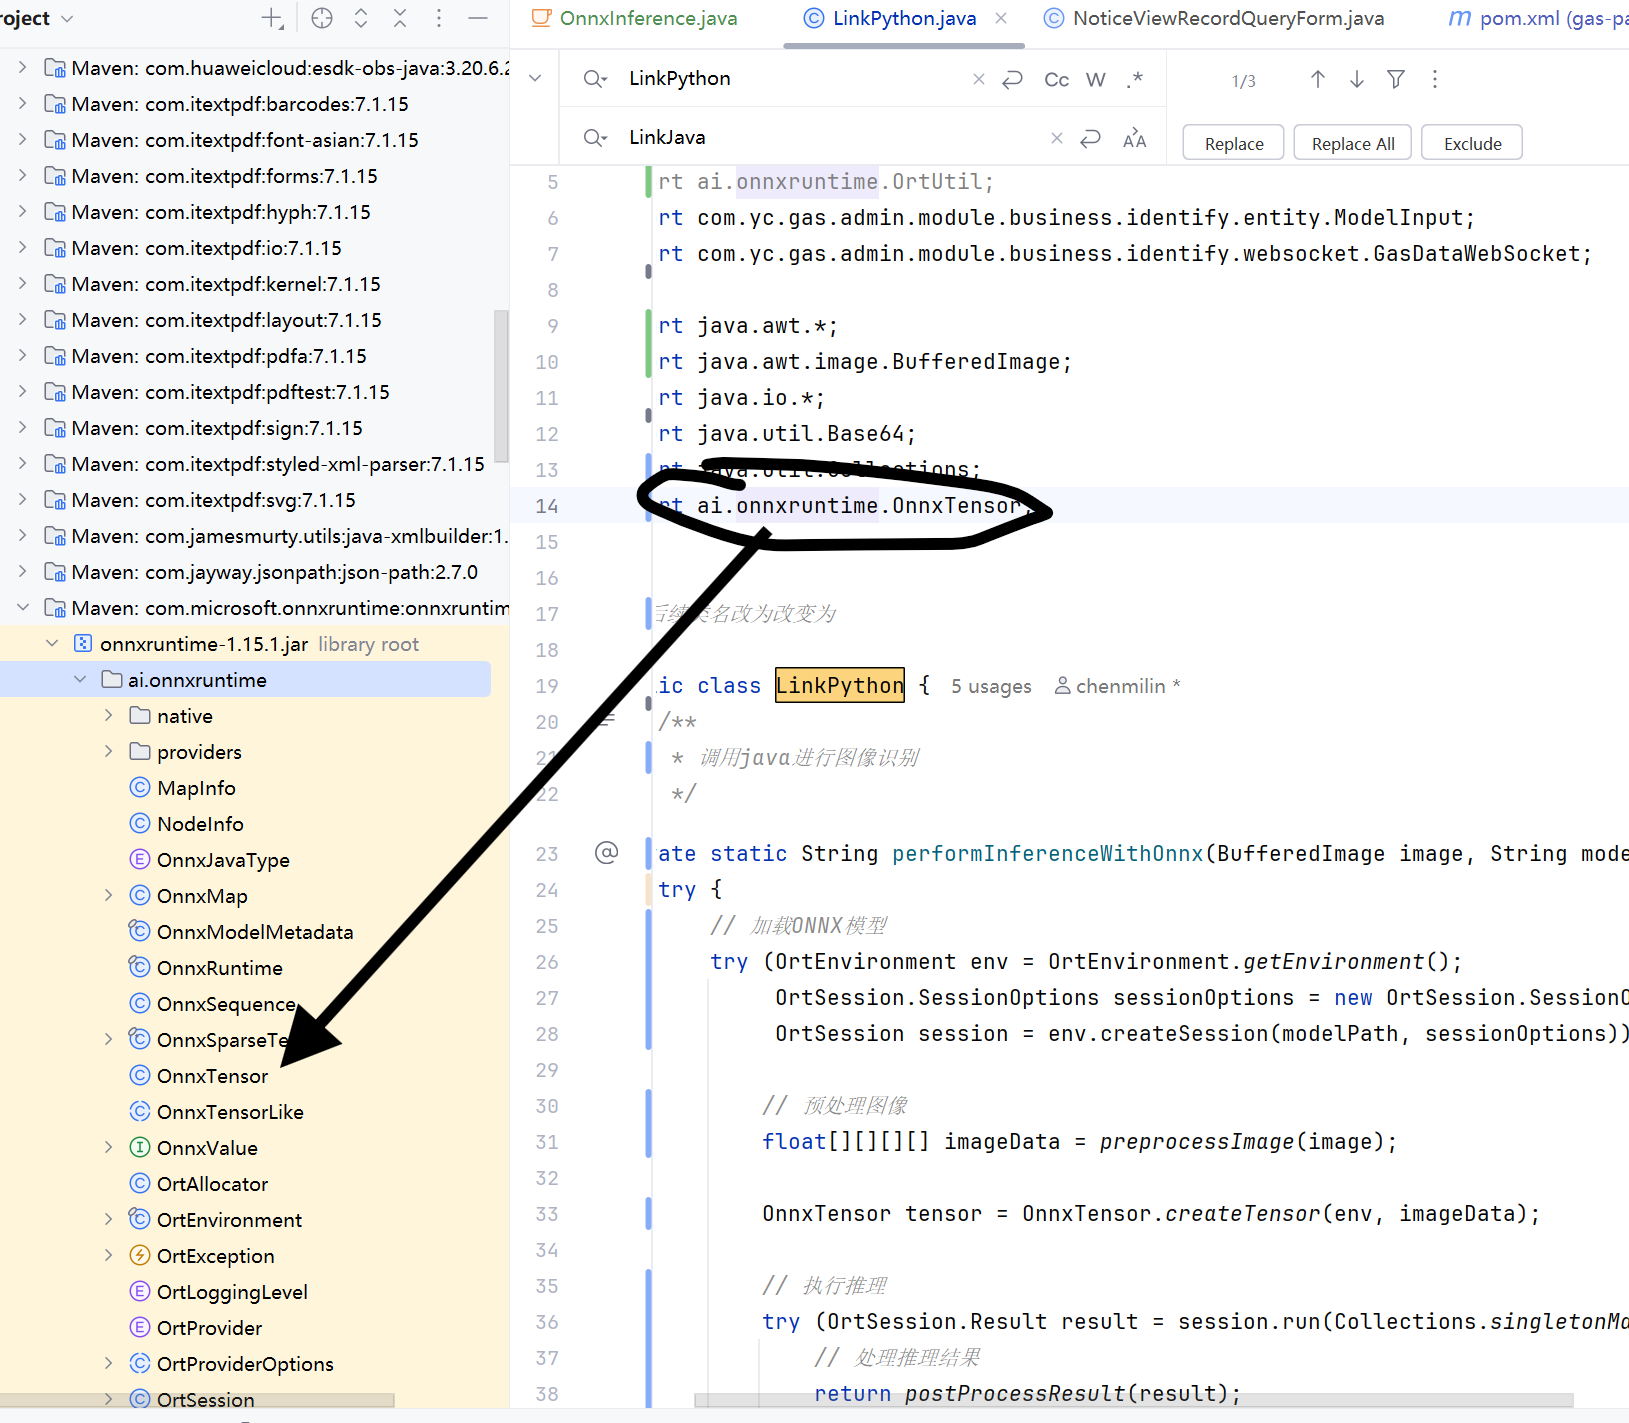 roject
OnnxInference.java
LinkPython.java
NoticeViewRecordQueryForm.java
pom.xml (gas-pa
Maven: com.huaweicloud:esdk-obs-java:3.20.6.2
Maven: com.itextpdf:barcodes:7.1.15
Maven: com.itextpdf:font-asian:7.1.15
Maven: com.itextpdf:forms:7.1.15
Maven: com.itextpdf:hyph:7.1.15
Maven: com.itextpdf:io:7.1.15
Maven: com.itextpdf:kernel:7.1.15
Maven: com.itextpdf:layout:7.1.15
Maven: com.itextpdf:pdfa:7.1.15
Maven: com.itextpdf:pdftest:7.1.15
Maven: com.itextpdf:sign:7.1.15
Maven: com.itextpdf:styled-xml-parser:7.1.15
Maven: com.itextpdf:svg:7.1.15
Maven: com.jamesmurty.utils:java-xmlbuilder:1.
Maven: com.jayway.jsonpath:json-path:2.7.0
Maven: com.microsoft.onnxruntime:onnxruntim
onnxruntime-1.15.1.jar library root
ai.onnxruntime
native
providers
MapInfo
NodeInfo
OnnxJavaType
OnnxMap
OnnxModelMetadata
OnnxRuntime
OnnxSequence
OnnxSparseTe
OnnxTensor
OnnxTensorLike
OnnxValue
OrtAllocator
OrtEnvironment
OrtException
OrtLoggingLevel
OrtProvider
OrtProviderOptions
OrtSession
LinkPython
Cc W .* 1/3
LinkJava
Replace Replace All Exclude
5 rt ai.onnxruntime.OrtUtil;
6 rt com.yc.gas.admin.module.business.identify.entity.ModelInput;
7 rt com.yc.gas.admin.module.business.identify.websocket.GasDataWebSocket;
8
9 rt java.awt.*;
10 rt java.awt.image.BufferedImage;
11 rt java.io.*;
12 rt java.util.Base64;
13 rt java.util.Collections;
14 rt ai.onnxruntime.OnnxTensor;
15
16
17 后续类名改为改变为
18
19 lic class LinkPython { 5 usages chenmilin *
20 /**
21 * 调用java进行图像识别
22 */
23 @ ate static String performInferenceWithOnnx(BufferedImage image, String mode
24 try {
25 // 加载ONNX模型
26 try (OrtEnvironment env = OrtEnvironment.getEnvironment();
27 OrtSession.SessionOptions sessionOptions = new OrtSession.SessionO
28 OrtSession session = env.createSession(modelPath, sessionOptions))
29
30 // 预处理图像
31 float[][][][] imageData = preprocessImage(image);
32
33 OnnxTensor tensor = OnnxTensor.createTensor(env, imageData);
34
35 // 执行推理
36 try (OrtSession.Result result = session.run(Collections.singletonMa
37 // 处理推理结果
38 return postProcessResult(result);